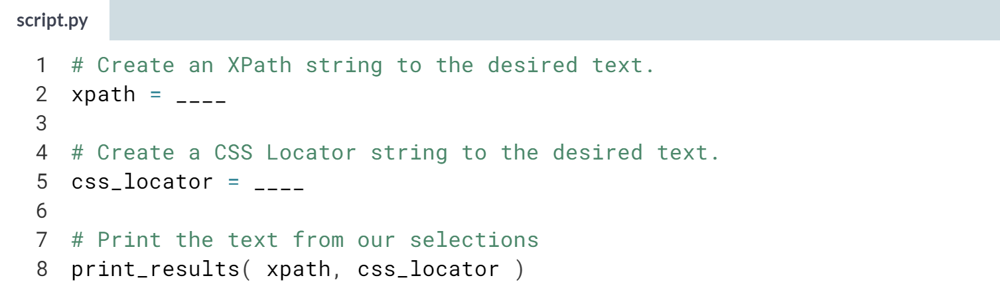 script.py
1 # Create an XPath string to the desired text.
2 xpath = ____
3
4 # Create a CSS Locator string to the desired text.
5 css_locator = ____
6
7 # Print the text from our selections
8 print_results( xpath, css_locator )